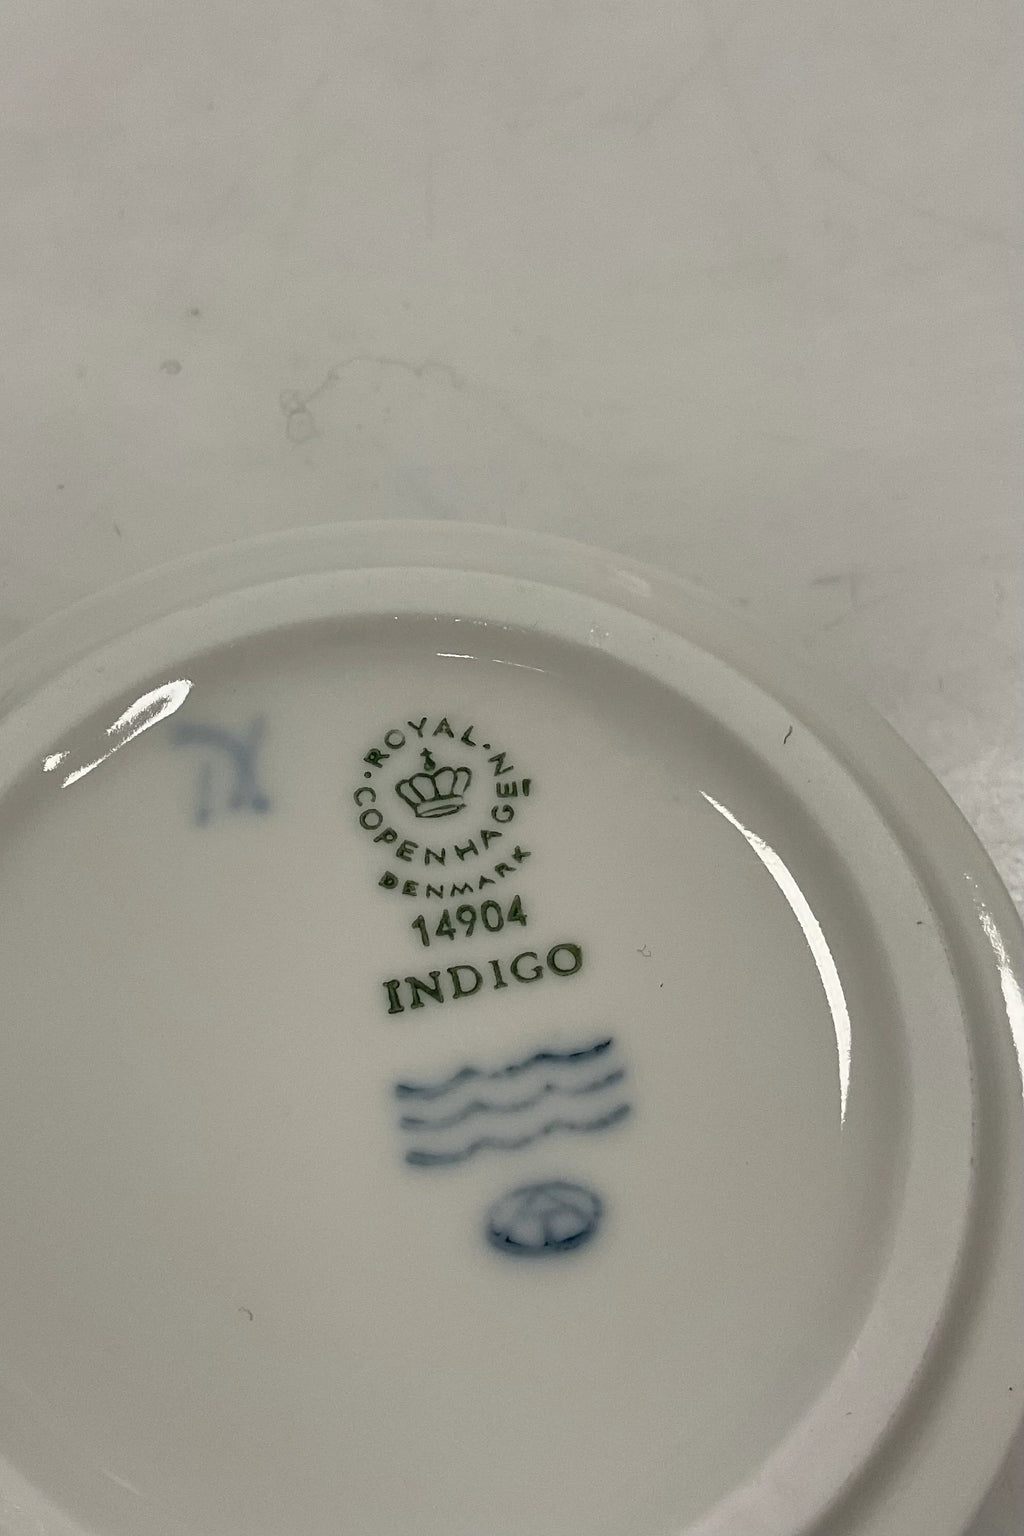 ROYAL
COPENHAGEN
DENMARK
14904
INDIGO